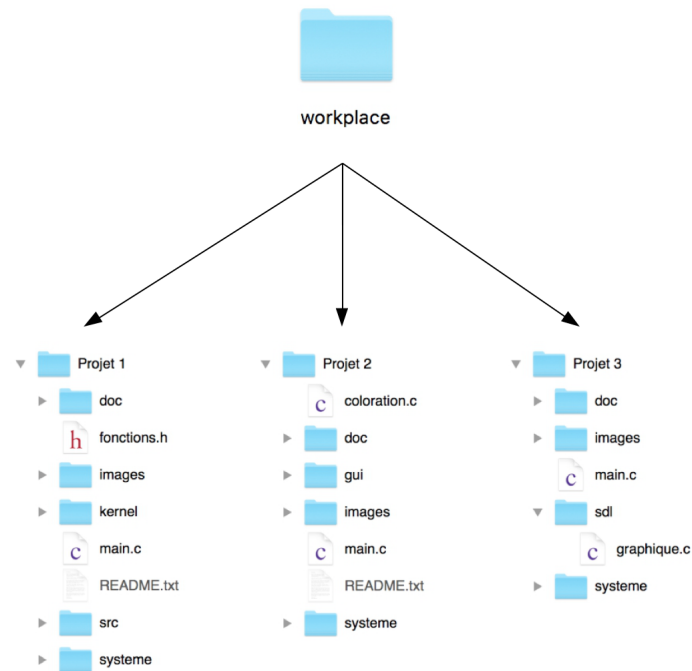 workplace
Projet 1
doc
h fonctions.h
images
kernel
c main.c
README.txt
src
systeme
Projet 2
c coloration.c
doc
gui
images
c main.c
README.txt
systeme
Projet 3
doc
images
c main.c
sdl
c graphique.c
systeme